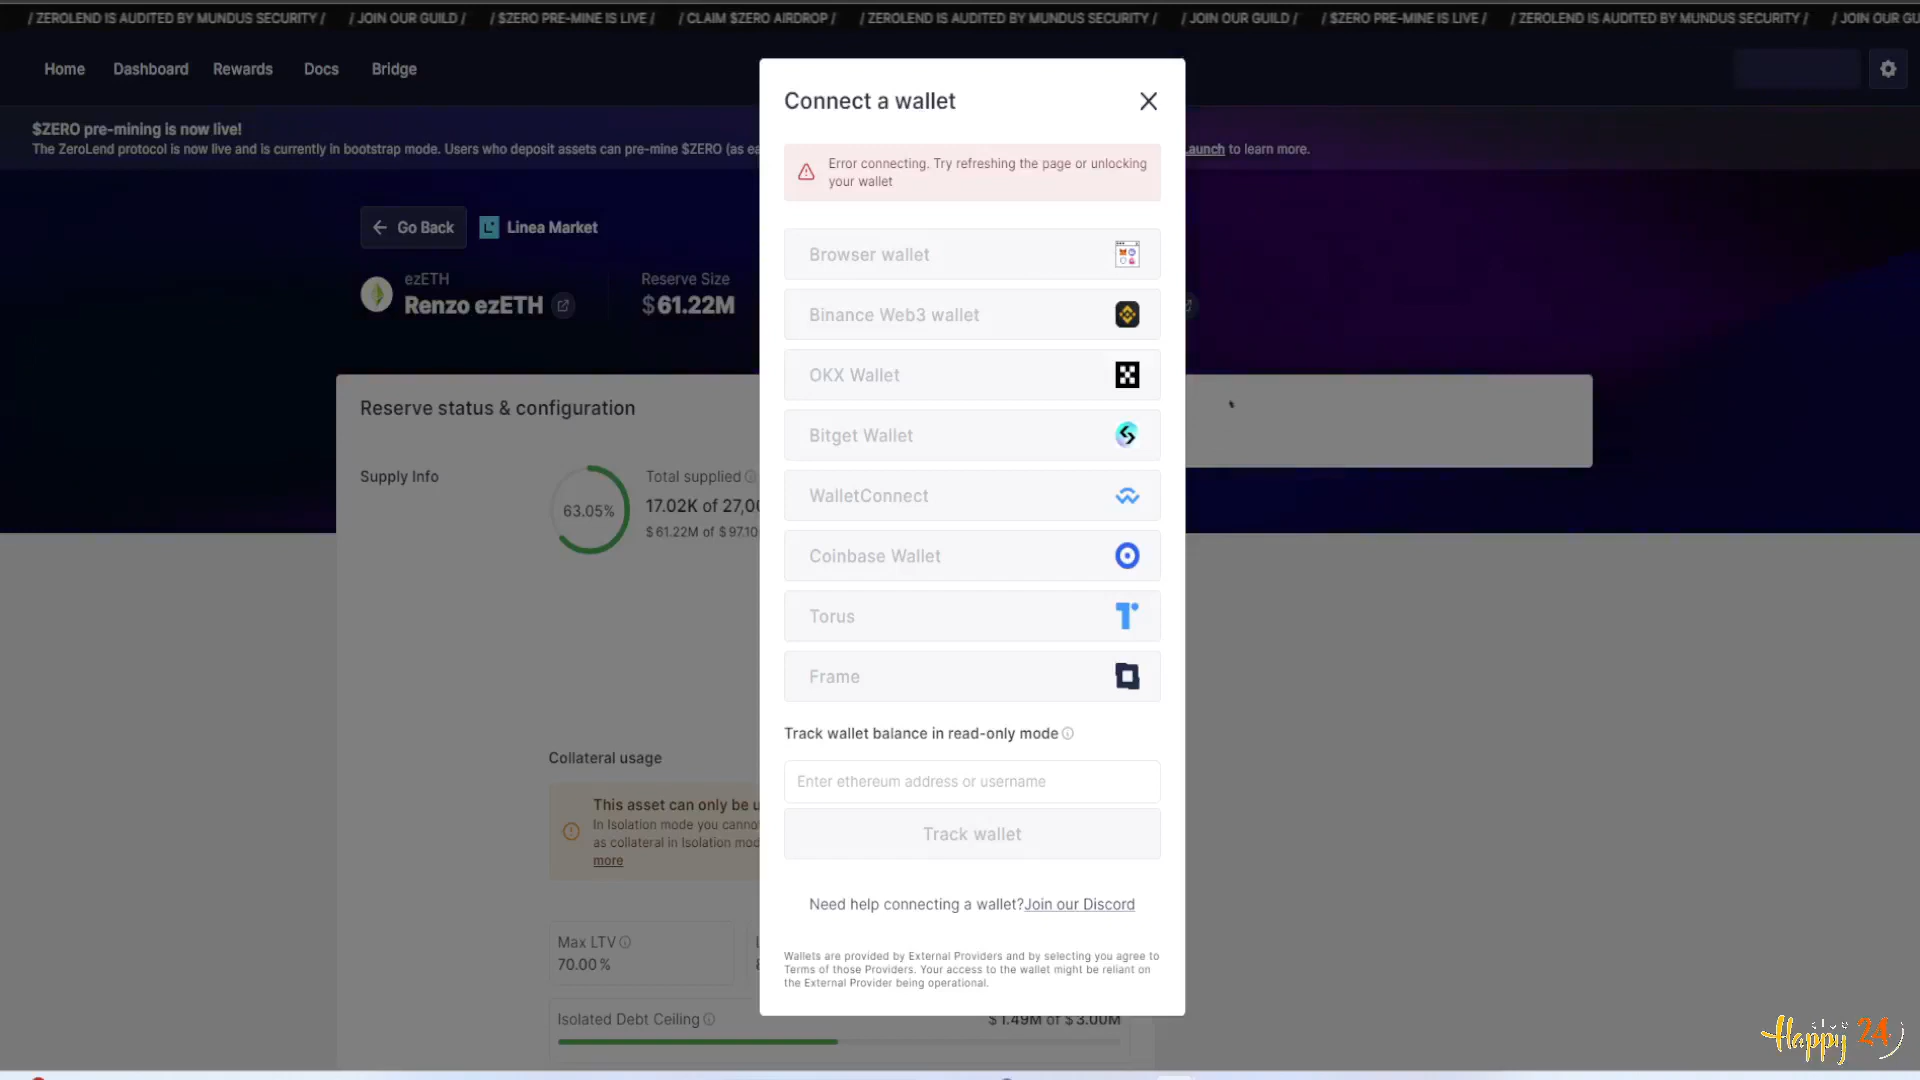 / ZEROLEND IS AUDITED BY MUNDUS SECURITY / / JOIN OUR GUILD / / $ZERO PRE-MINE IS LIVE / / CLAIM $ZERO AIRDROP / / ZEROLEND IS AUDITED BY MUNDUS SECURITY / / JOIN OUR GUILD / / $ZERO PRE-MINE IS LIVE / / ZEROLEND IS AUDITED BY MUNDUS SECURITY / / JOIN OUR GU
Home Dashboard Rewards Docs Bridge
$ZERO pre-mining is now live!
The ZeroLend protocol is now live and is currently in bootstrap mode. Users who deposit assets can pre-mine $ZERO (as ea
aunch to learn more.
Go Back
Linea Market
ezETH
Renzo ezETH
Reserve Size
$61.22M
Reserve status & configuration
Supply Info
63.05%
Total supplied
17.02K of 27,00
$61.22M of $97.10
Collateral usage
This asset can only be u
In Isolation mode you canno
as collateral in Isolation mod
more
Max LTV
70.00%
Isolated Debt Ceiling
$1.49M of $3.00M
Connect a wallet
Error connecting. Try refreshing the page or unlocking
your wallet
Browser wallet
Binance Web3 wallet
OKX Wallet
Bitget Wallet
WalletConnect
Coinbase Wallet
Torus
Frame
Track wallet balance in read-only mode
Enter ethereum address or username
Track wallet
Need help connecting a wallet? Join our Discord
Wallets are provided by External Providers and by selecting you agree to
Terms of those Providers. Your access to the wallet might be reliant on
the External Provider being operational.
Happy 24